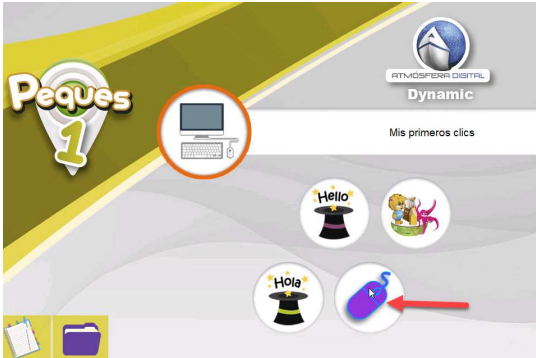 Peques
1
ATMÓSFERA DIGITAL
Dynamic
Mis primeros clics
Hello
Hola